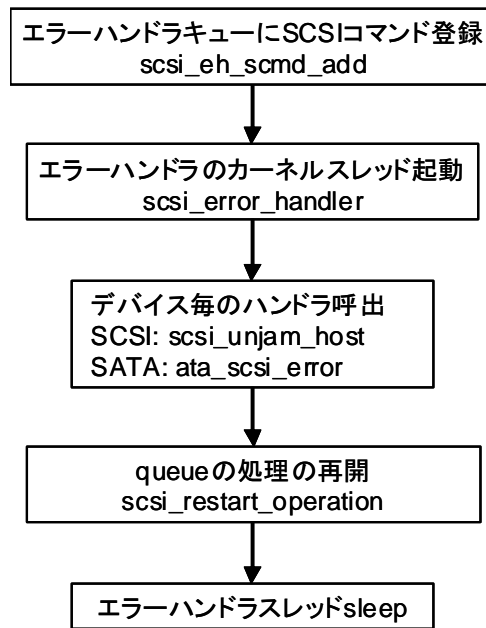 エラーハンドラキューにSCSIコマンド登録
scsi_eh_scmd_add
エラーハンドラのカーネルスレッド起動
scsi_error_handler
デバイス毎のハンドラ呼出
SCSI: scsi_unjam_host
SATA: ata_scsi_error
queueの処理の再開
scsi_restart_operation
エラーハンドラスレッドsleep